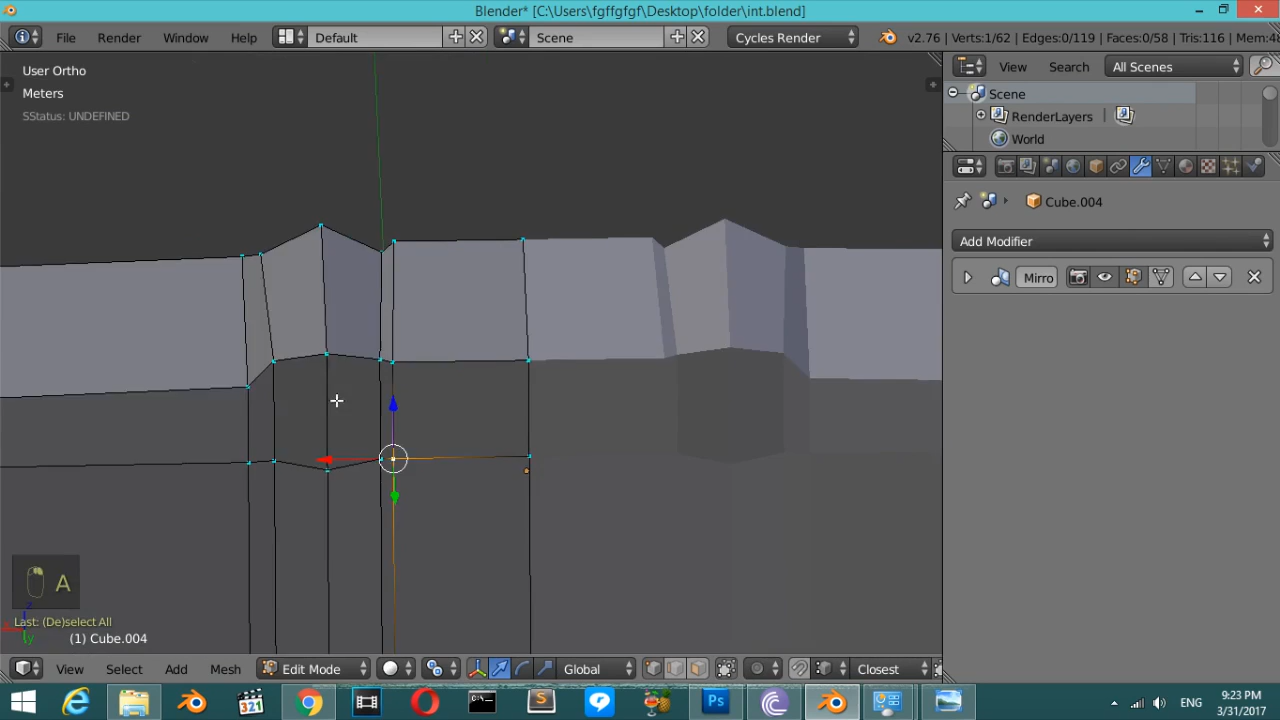 Blender* [C:\Users\fgffgfgf\Desktop\folder\int.blend]
File Render Window Help Default Scene Cycles Render v2.76 | Verts:1/62 | Edges:0/119 | Faces:0/58 | Tris:116 | Mem:48
User Ortho
Meters
SStatus: UNDEFINED
View Search All Scenes
Scene
RenderLayers
World
Cube.004
Add Modifier
Mirro
A
Last: (De)select All
(1) Cube.004
View Select Add Mesh Edit Mode Global Closest
ENG
9:23 PM
3/31/2017